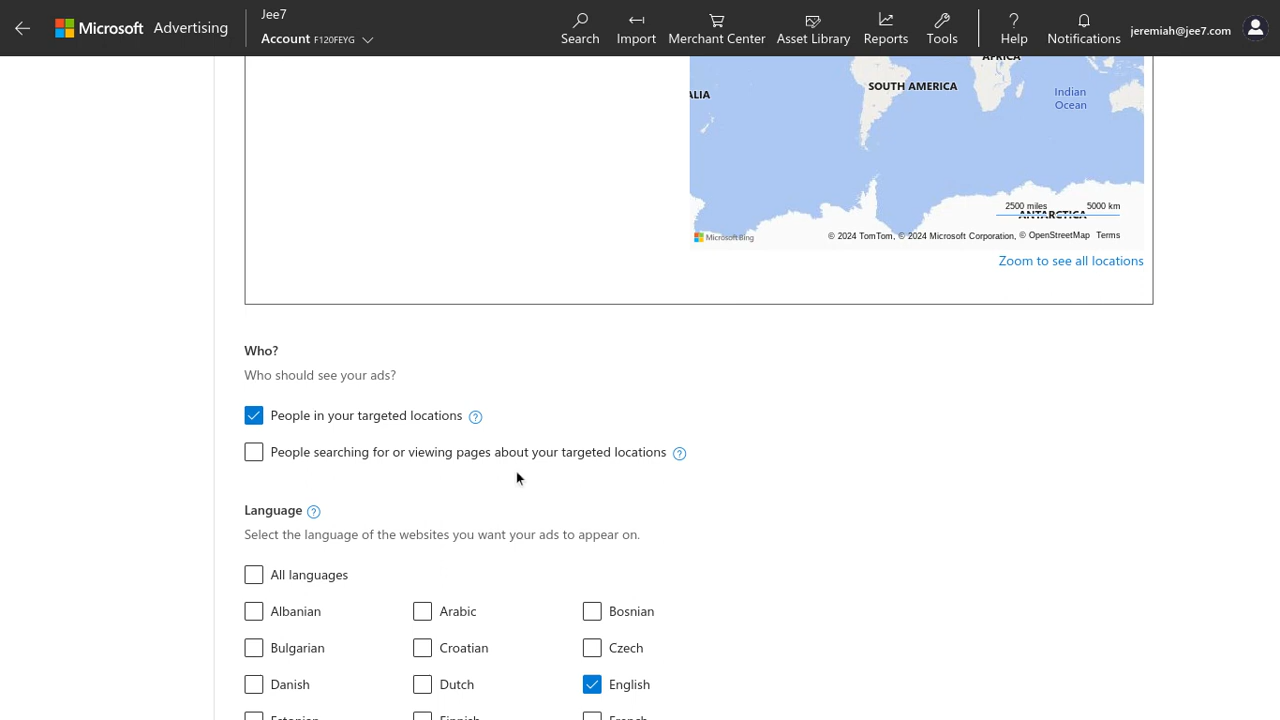 Microsoft Advertising
Jee7
Account F120FEYG
Search
Import
Merchant Center
Asset Library
Reports
Tools
Help
Notifications
jeremiah@jee7.com
AFRICA
ALIA
SOUTH AMERICA
Indian
Ocean
2500 miles 5000 km
ANTARCTICA
Microsoft Bing
© 2024 TomTom, © 2024 Microsoft Corporation, © OpenStreetMap Terms
Zoom to see all locations
Who?
Who should see your ads?
People in your targeted locations
People searching for or viewing pages about your targeted locations
Language
Select the language of the websites you want your ads to appear on.
All languages
Albanian Arabic Bosnian
Bulgarian Croatian Czech
Danish Dutch English
Estonian Finnish French